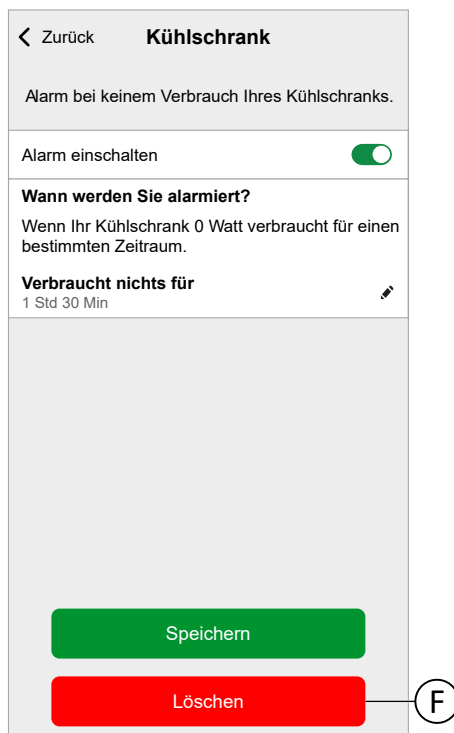 Zurück Kühlschrank
Alarm bei keinem Verbrauch Ihres Kühlschranks.
Alarm einschalten
Wann werden Sie alarmiert?
Wenn Ihr Kühlschrank 0 Watt verbraucht für einen
bestimmten Zeitraum.
Verbraucht nichts für
1 Std 30 Min
Speichern
Löschen
F